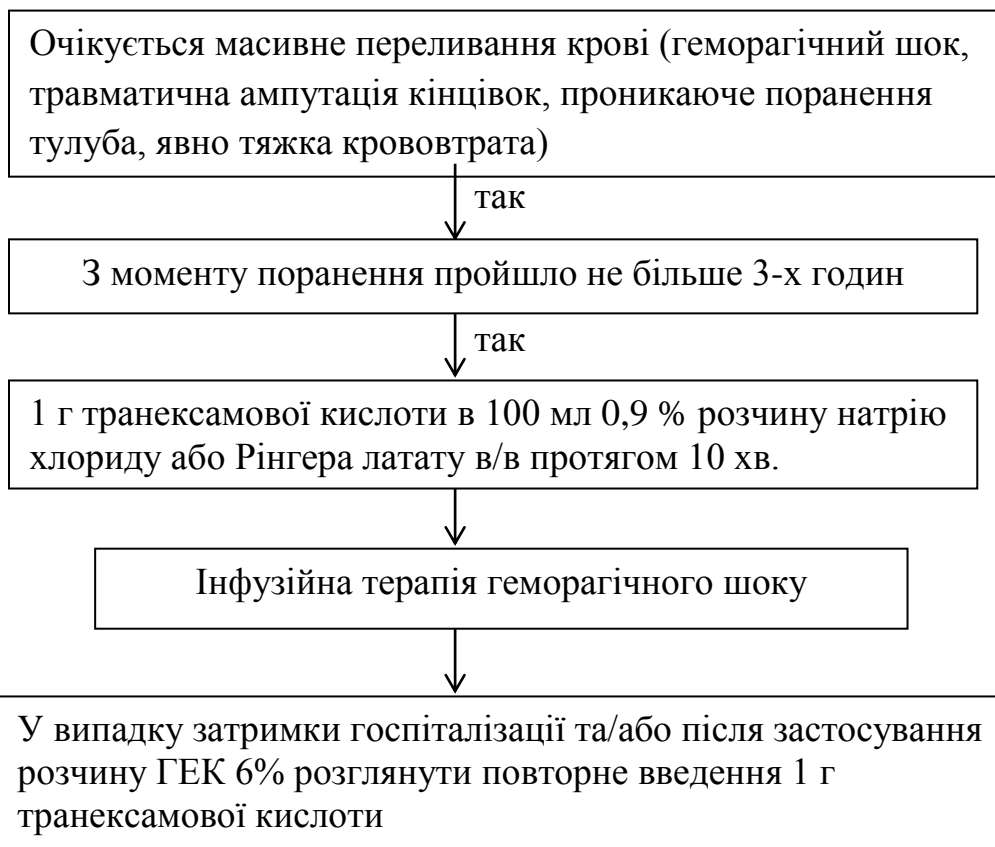 Очікується масивне переливання крові (геморагічний шок,
травматична ампутація кінцівок, проникаюче поранення
тулуба, явно тяжка крововтрата)
так
З моменту поранення пройшло не більше 3-х годин
так
1 г транексамової кислоти в 100 мл 0,9 % розчину натрію
хлориду або Рінгера латату в/в протягом 10 хв.
Інфузійна терапія геморагічного шоку
У випадку затримки госпіталізації та/або після застосування
розчину ГЕК 6% розглянути повторне введення 1 г
транексамової кислоти